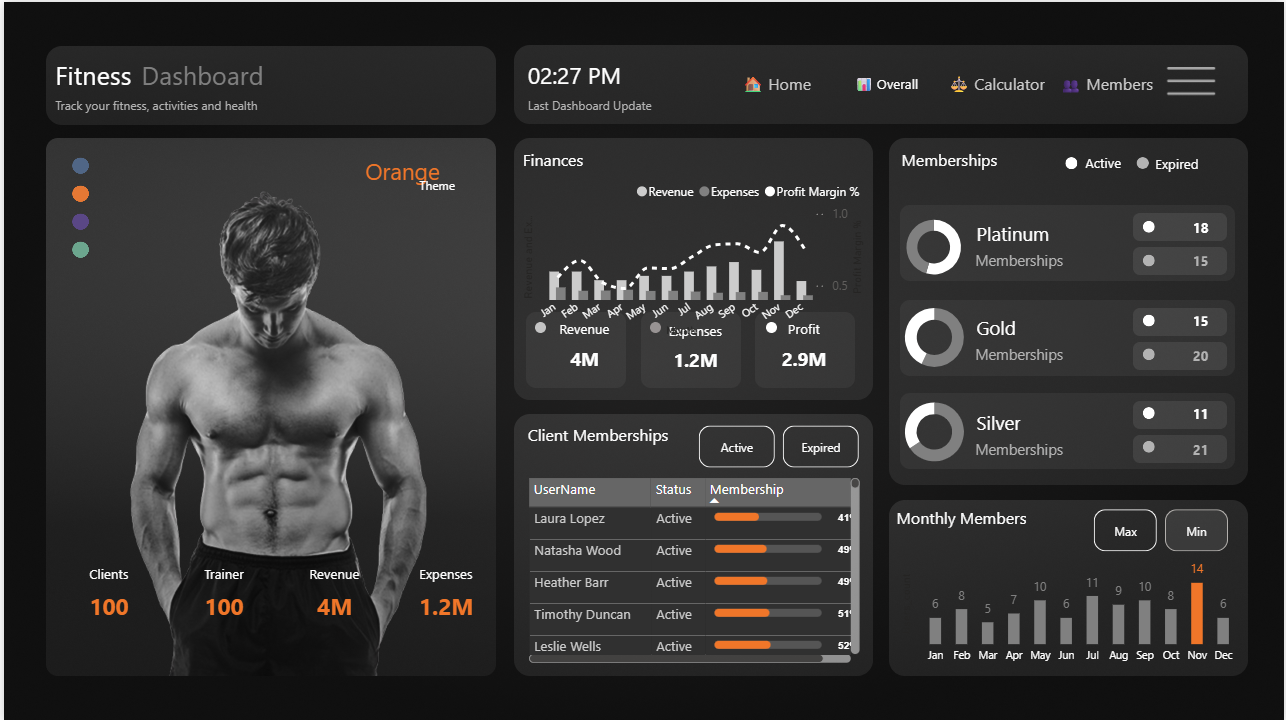 Fitness Dashboard
Track your fitness, activities and health
02:27 PM
Last Dashboard Update
Home
Overall
Calculator
Members
Orange
Theme
Clients
100
Trainer
100
Revenue
4M
Expenses
1.2M
Finances
Revenue Expenses Profit Margin %
1.0
0.5
Jan Feb Mar Apr May Jun Jul Aug Sep Oct Nov Dec
Revenue
4M
Expenses
1.2M
Profit
2.9M
Client Memberships
Active
Expired
UserName Status Membership
Laura Lopez Active 41%
Natasha Wood Active 49%
Heather Barr Active 49%
Timothy Duncan Active 51%
Leslie Wells Active 52%
Memberships
Active Expired
Platinum
Memberships
18
15
Gold
Memberships
15
20
Silver
Memberships
11
21
Monthly Members
Max
Min
6 8 5 7 10 6 11 9 10 8 14 6
Jan Feb Mar Apr May Jun Jul Aug Sep Oct Nov Dec